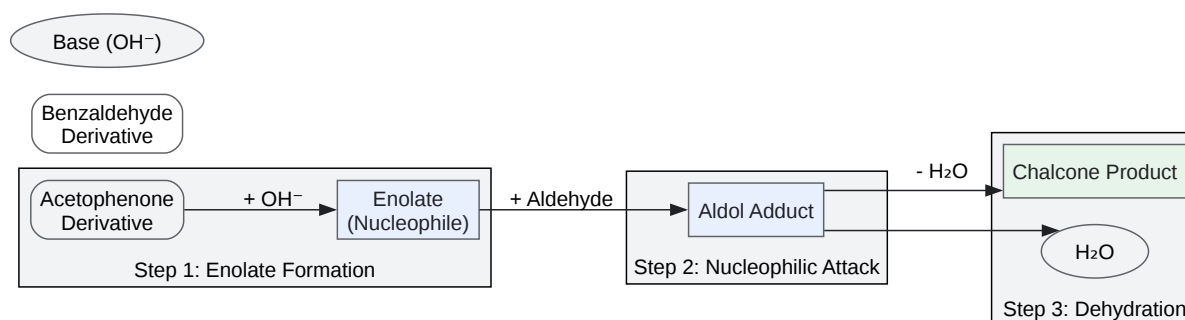 Base (OH⁻)
Benzaldehyde
Derivative
Acetophenone
Derivative
+ OH⁻
Enolate
(Nucleophile)
Step 1: Enolate Formation
+ Aldehyde
Aldol Adduct
Step 2: Nucleophilic Attack
- H₂O
Chalcone Product
H₂O
Step 3: Dehydration